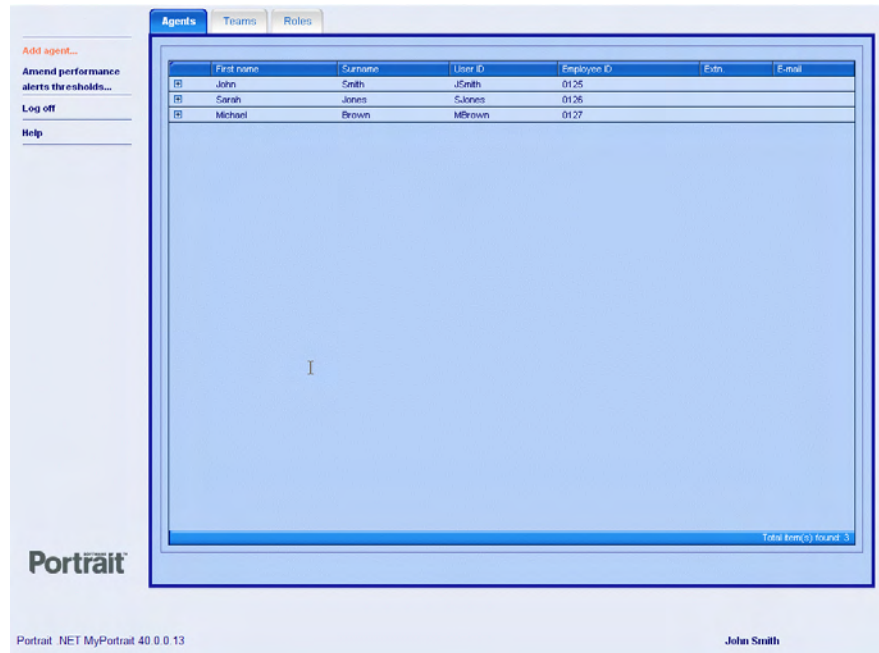 Agents Teams Roles
Add agent...
Amend performance
alerts thresholds...
Log off
Help
First name Surname User ID Employee ID Extn. E-mail
John Smith JSmith 0125
Sarah Jones SJones 0126
Michael Brown MBrown 0127
Total item(s) found: 3
Portrait
Portrait .NET MyPortrait 40.0.0.13
John Smith